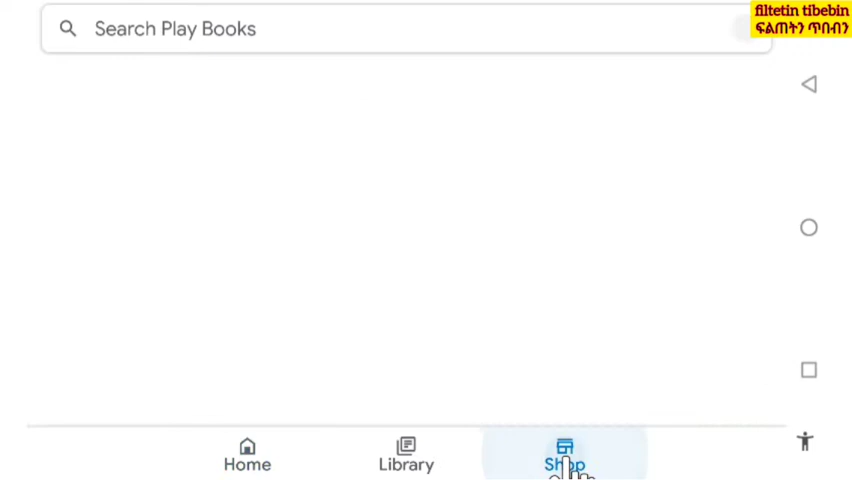 filtetin tibebin
ፍልጠትን ጥበብን
Search Play Books
Home
Library
Shop